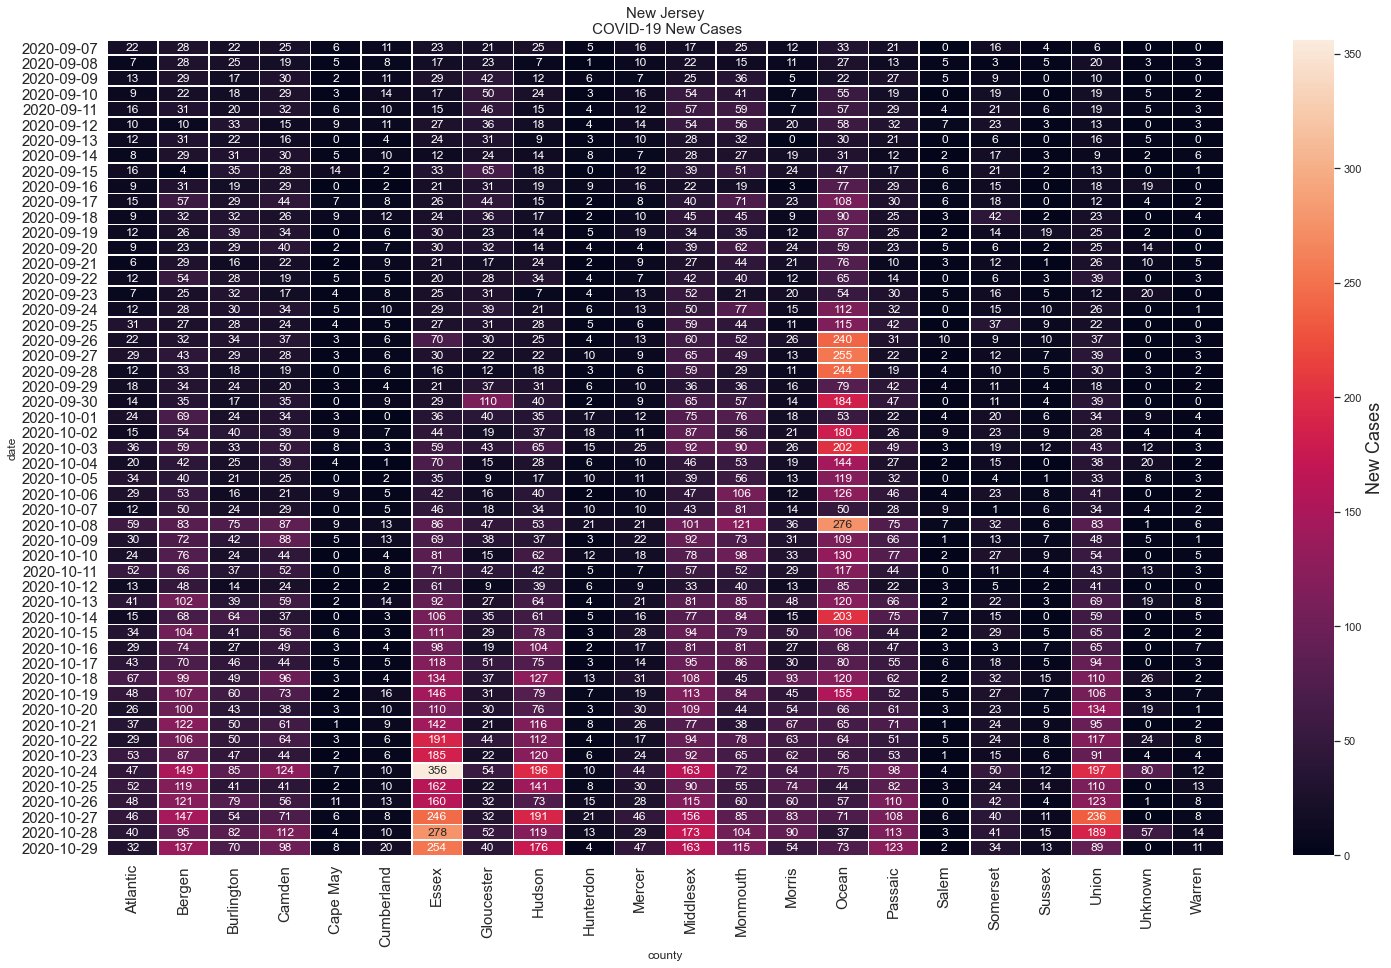 New Jersey
COVID-19 New Cases
2020-09-07 22 28 22 25 6 11 23 21 25 5 16 17 25 12 33 21 0 16 4 6 0 0
2020-09-08 7 28 25 19 5 8 17 23 7 1 10 22 15 11 27 13 5 3 5 20 3 3
2020-09-09 13 29 17 30 2 11 29 42 12 6 7 25 36 5 22 27 5 9 0 10 0 0
2020-09-10 9 22 18 29 3 14 17 50 24 3 16 54 41 7 55 19 0 19 0 19 5 2
2020-09-11 16 31 20 32 6 10 15 46 15 4 12 57 59 7 57 29 4 21 6 19 5 3
2020-09-12 10 10 33 15 9 11 27 36 18 4 14 54 56 20 58 32 7 23 3 13 0 3
2020-09-13 12 31 22 16 0 4 24 31 9 3 10 28 32 0 30 21 0 6 0 16 5 0
2020-09-14 8 29 31 30 5 10 12 24 14 8 7 28 27 19 31 12 2 17 3 9 2 6
2020-09-15 16 4 35 28 14 2 33 65 18 0 12 39 51 24 47 17 6 21 2 13 0 1
2020-09-16 9 31 19 29 0 2 21 31 19 9 16 22 19 3 77 29 6 15 0 18 19 0
2020-09-17 15 57 29 44 7 8 26 44 15 2 8 40 71 23 108 30 6 18 0 12 4 2
2020-09-18 9 32 32 26 9 12 24 36 17 2 10 45 45 9 90 25 3 42 2 23 0 4
2020-09-19 12 26 39 34 0 6 30 23 14 5 19 34 35 12 87 25 2 14 19 25 2 0
2020-09-20 9 23 29 40 2 7 30 32 14 4 4 39 62 24 59 23 5 6 2 25 14 0
2020-09-21 6 29 16 22 2 9 21 17 24 2 9 27 44 21 76 10 3 12 1 26 10 5
2020-09-22 12 54 28 19 5 5 20 28 34 4 7 42 40 12 65 14 0 6 3 39 0 3
2020-09-23 7 25 32 17 4 8 25 31 7 4 13 52 21 20 54 30 5 16 5 12 20 0
2020-09-24 12 28 30 34 5 10 29 39 21 6 13 50 77 15 112 32 0 15 10 26 0 1
2020-09-25 31 27 28 24 4 5 27 31 28 5 6 59 44 11 115 42 0 37 9 22 0 0
2020-09-26 22 32 34 37 3 6 70 30 25 4 13 60 52 26 240 31 10 9 10 37 0 3
2020-09-27 29 43 29 28 3 6 30 22 22 10 9 65 49 13 255 22 2 12 7 39 0 3
2020-09-28 12 33 18 19 0 6 16 12 18 3 6 59 29 11 244 19 4 10 5 30 3 2
2020-09-29 18 34 24 20 3 4 21 37 31 6 10 36 36 16 79 42 4 11 4 18 0 2
2020-09-30 14 35 17 35 0 9 29 110 40 2 9 65 57 14 184 47 0 11 4 39 0 0
2020-10-01 24 69 24 34 3 0 36 40 35 17 12 75 76 18 53 22 4 20 6 34 9 4
2020-10-02 15 54 40 39 9 7 44 19 37 18 11 87 56 21 180 26 9 23 9 28 4 4
2020-10-03 36 59 33 50 8 3 59 43 65 15 25 92 90 26 202 49 3 19 12 43 12 3
2020-10-04 20 42 25 39 4 1 70 15 28 6 10 46 53 19 144 27 2 15 0 38 20 2
2020-10-05 34 40 21 25 0 2 35 9 17 10 11 39 56 13 119 32 0 4 1 33 8 3
2020-10-06 29 53 16 21 9 5 42 16 40 2 10 47 106 12 126 46 4 23 8 41 0 2
2020-10-07 12 50 24 29 0 5 46 18 34 10 10 43 81 14 50 28 9 1 6 34 4 2
2020-10-08 59 83 75 87 9 13 86 47 53 21 21 101 121 36 276 75 7 32 6 83 1 6
2020-10-09 30 72 42 88 5 13 69 38 37 3 22 92 73 31 109 66 1 13 7 48 5 1
2020-10-10 24 76 24 44 0 4 81 15 62 12 18 78 98 33 130 77 2 27 9 54 0 5
2020-10-11 52 66 37 52 0 8 71 42 42 5 7 57 52 29 117 44 0 11 4 43 13 3
2020-10-12 13 48 14 24 2 2 61 9 39 6 9 33 40 13 85 22 3 5 2 41 0 0
2020-10-13 41 102 39 59 2 14 92 27 64 4 21 81 85 48 120 66 2 22 3 69 19 8
2020-10-14 15 68 64 37 0 3 106 35 61 5 16 77 84 15 203 75 7 15 0 59 0 5
2020-10-15 34 104 41 56 6 3 111 29 78 3 28 94 79 50 106 44 2 29 5 65 2 2
2020-10-16 29 74 27 49 3 4 98 19 104 2 17 81 81 27 68 47 3 3 7 65 0 7
2020-10-17 43 70 46 44 5 5 118 51 75 3 14 95 86 30 80 55 6 18 5 94 0 3
2020-10-18 67 99 49 96 3 4 134 37 127 13 31 108 45 93 120 62 2 32 15 110 26 2
2020-10-19 48 107 60 73 2 16 146 31 79 7 19 113 84 45 155 52 5 27 7 106 3 7
2020-10-20 26 100 43 38 3 10 110 30 76 3 30 109 44 54 66 61 3 23 5 134 19 1
2020-10-21 37 122 50 61 1 9 142 21 116 8 26 77 38 67 65 71 1 24 9 95 0 2
2020-10-22 29 106 50 64 3 6 191 44 112 4 17 94 78 63 64 51 5 24 8 117 24 8
2020-10-23 53 87 47 44 2 6 185 22 120 6 24 92 65 62 56 53 1 15 6 91 4 4
2020-10-24 47 149 85 124 7 10 356 54 196 10 44 163 72 64 75 98 4 50 12 197 80 12
2020-10-25 52 119 41 41 2 10 162 22 141 8 30 90 55 74 44 82 3 24 14 110 0 13
2020-10-26 48 121 79 56 11 13 160 32 73 15 28 115 60 60 57 110 0 42 4 123 1 8
2020-10-27 46 147 54 71 6 8 246 32 191 21 46 156 85 83 71 108 6 40 11 236 0 8
2020-10-28 40 95 82 112 4 10 278 52 119 13 29 173 104 90 37 113 3 41 15 189 57 14
2020-10-29 32 137 70 98 8 20 254 40 176 4 47 163 115 54 73 123 2 34 13 89 0 11
date
Atlantic Bergen Burlington Camden Cape May Cumberland Essex Gloucester Hudson Hunterdon Mercer Middlesex Monmouth Morris Ocean Passaic Salem Somerset Sussex Union Unknown Warren
county
350
300
250
200
150
100
50
0
New Cases